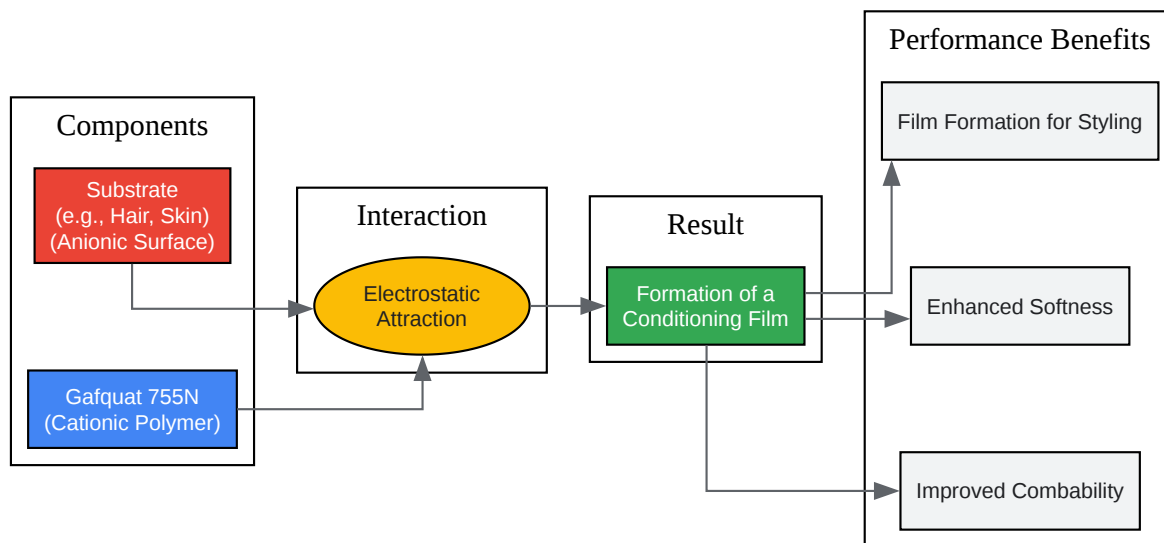 Components
Substrate
(e.g., Hair, Skin)
(Anionic Surface)
Gafquat 755N
(Cationic Polymer)
Interaction
Electrostatic
Attraction
Result
Formation of a
Conditioning Film
Performance Benefits
Film Formation for Styling
Enhanced Softness
Improved Combability